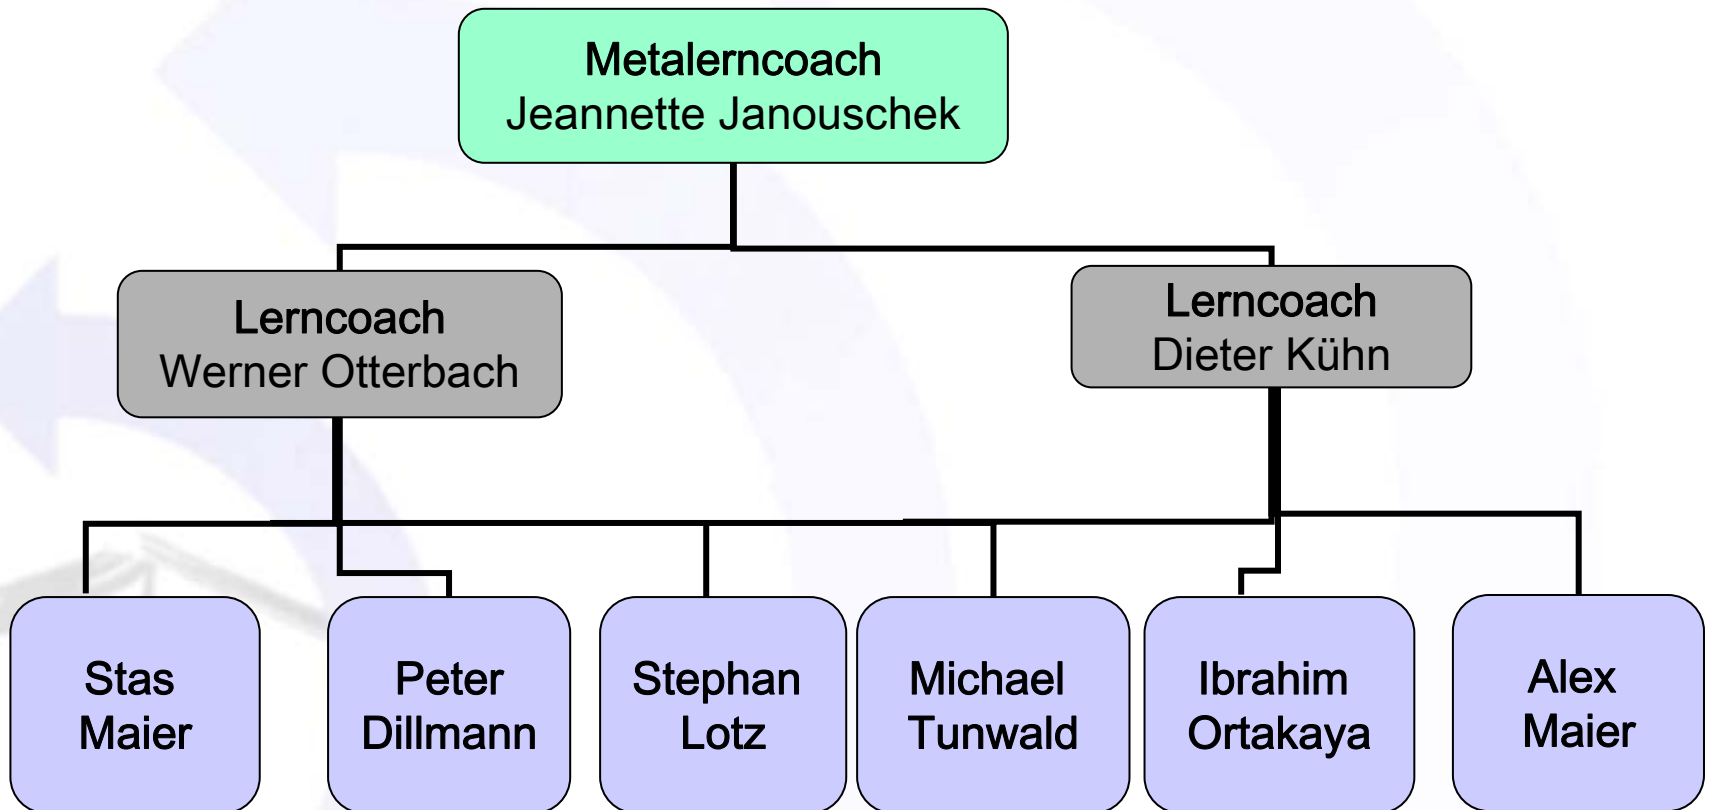 Metalerncoach
Jeannette Janouschek
Lerncoach
Werner Otterbach
Lerncoach
Dieter Kühn
Stas
Maier
Peter
Dillmann
Stephan
Lotz
Michael
Tunwald
Ibrahim
Ortakaya
Alex
Maier